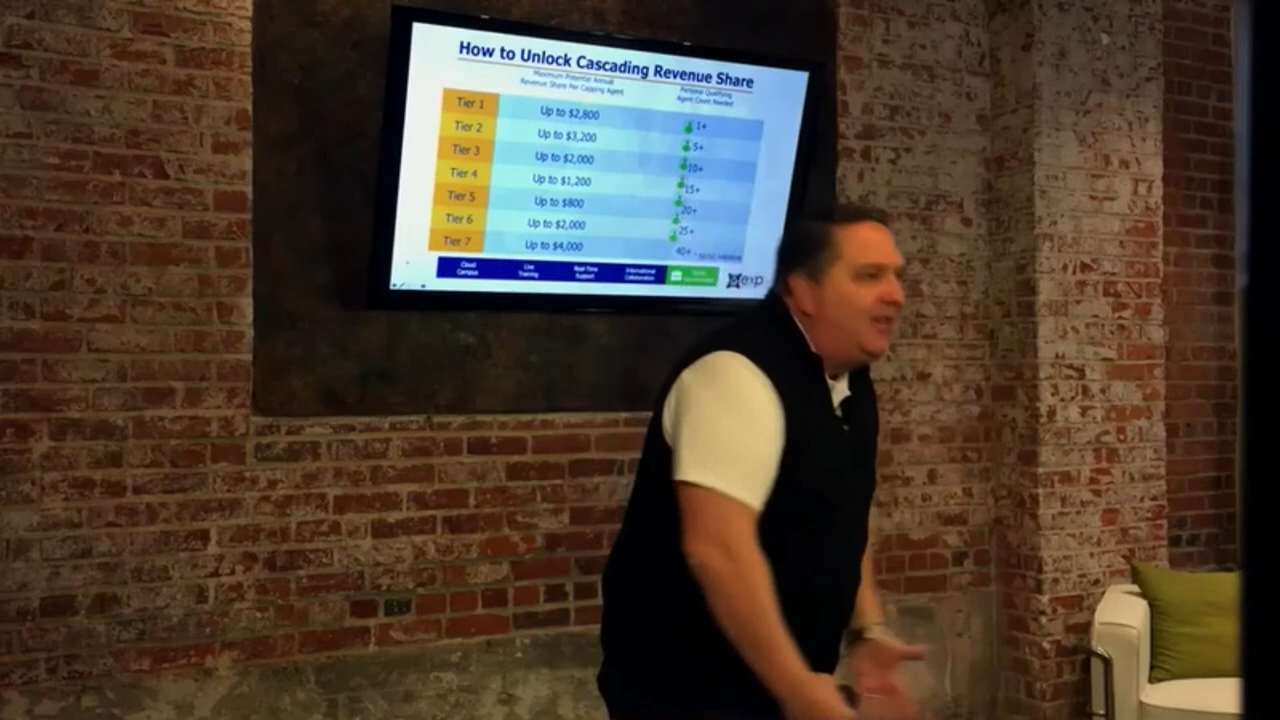 How to Unlock Cascading Revenue Share
Maximum Potential Annual
Revenue Share Per Capping Agent
Personal Qualifying
Agent Count Needed
Tier 1 Up to $2,800 1+
Tier 2 Up to $3,200 5+
Tier 3 Up to $2,000 10+
Tier 4 Up to $1,200 15+
Tier 5 Up to $800 20+
Tier 6 Up to $2,000 25+
Tier 7 Up to $4,000 40+
Cloud Campus
Live Training
Real-Time Support
International Collaboration
exp